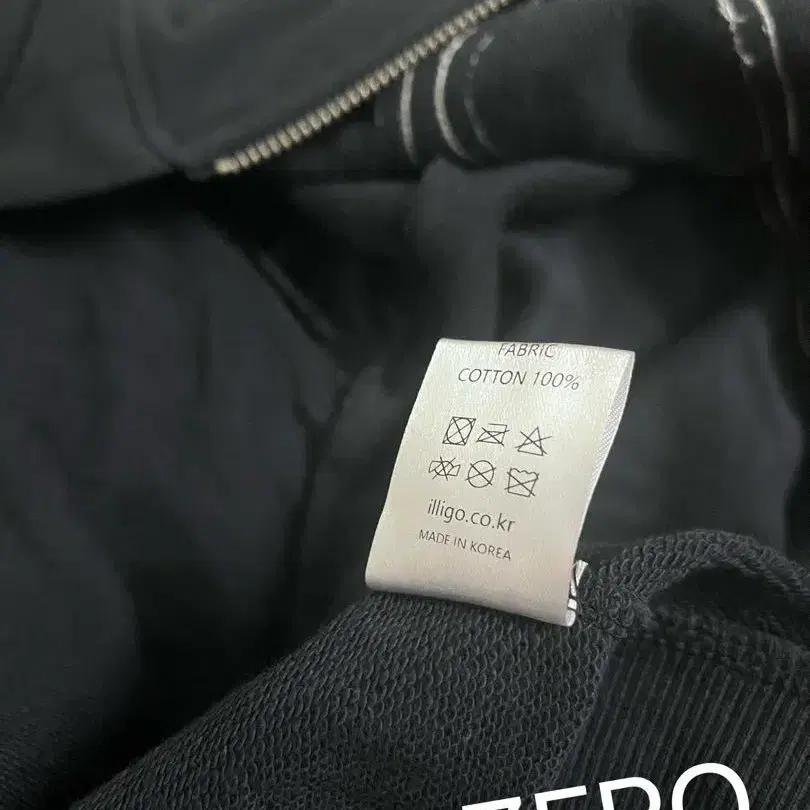 FABRIC
COTTON 100%
illigo.co.kr
MADE IN KOREA
ZERO